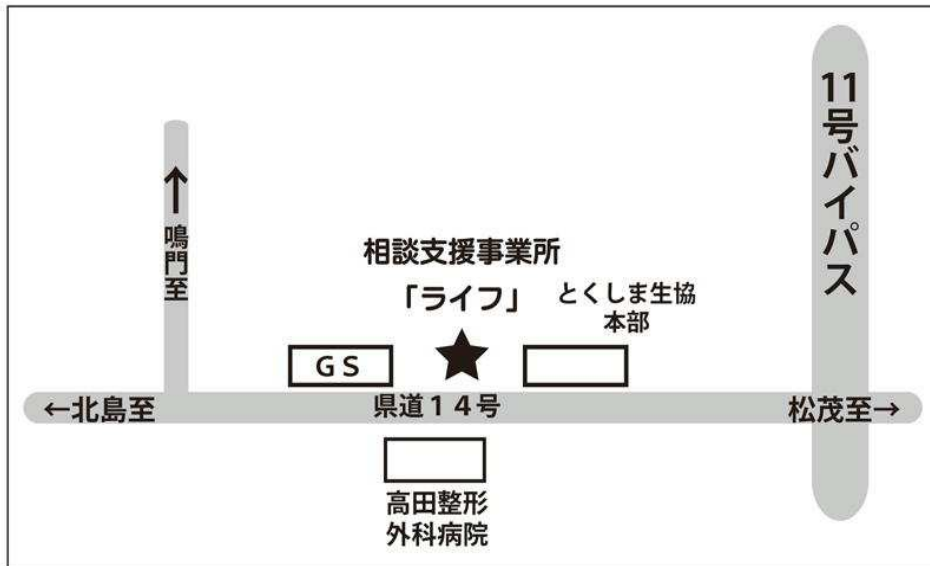 11号バイパス
↑
鳴門至
相談支援事業所
「ライフ」
とくしま生協
本部
ＧＳ
←北島至
県道１４号
松茂至→
高田整形
外科病院